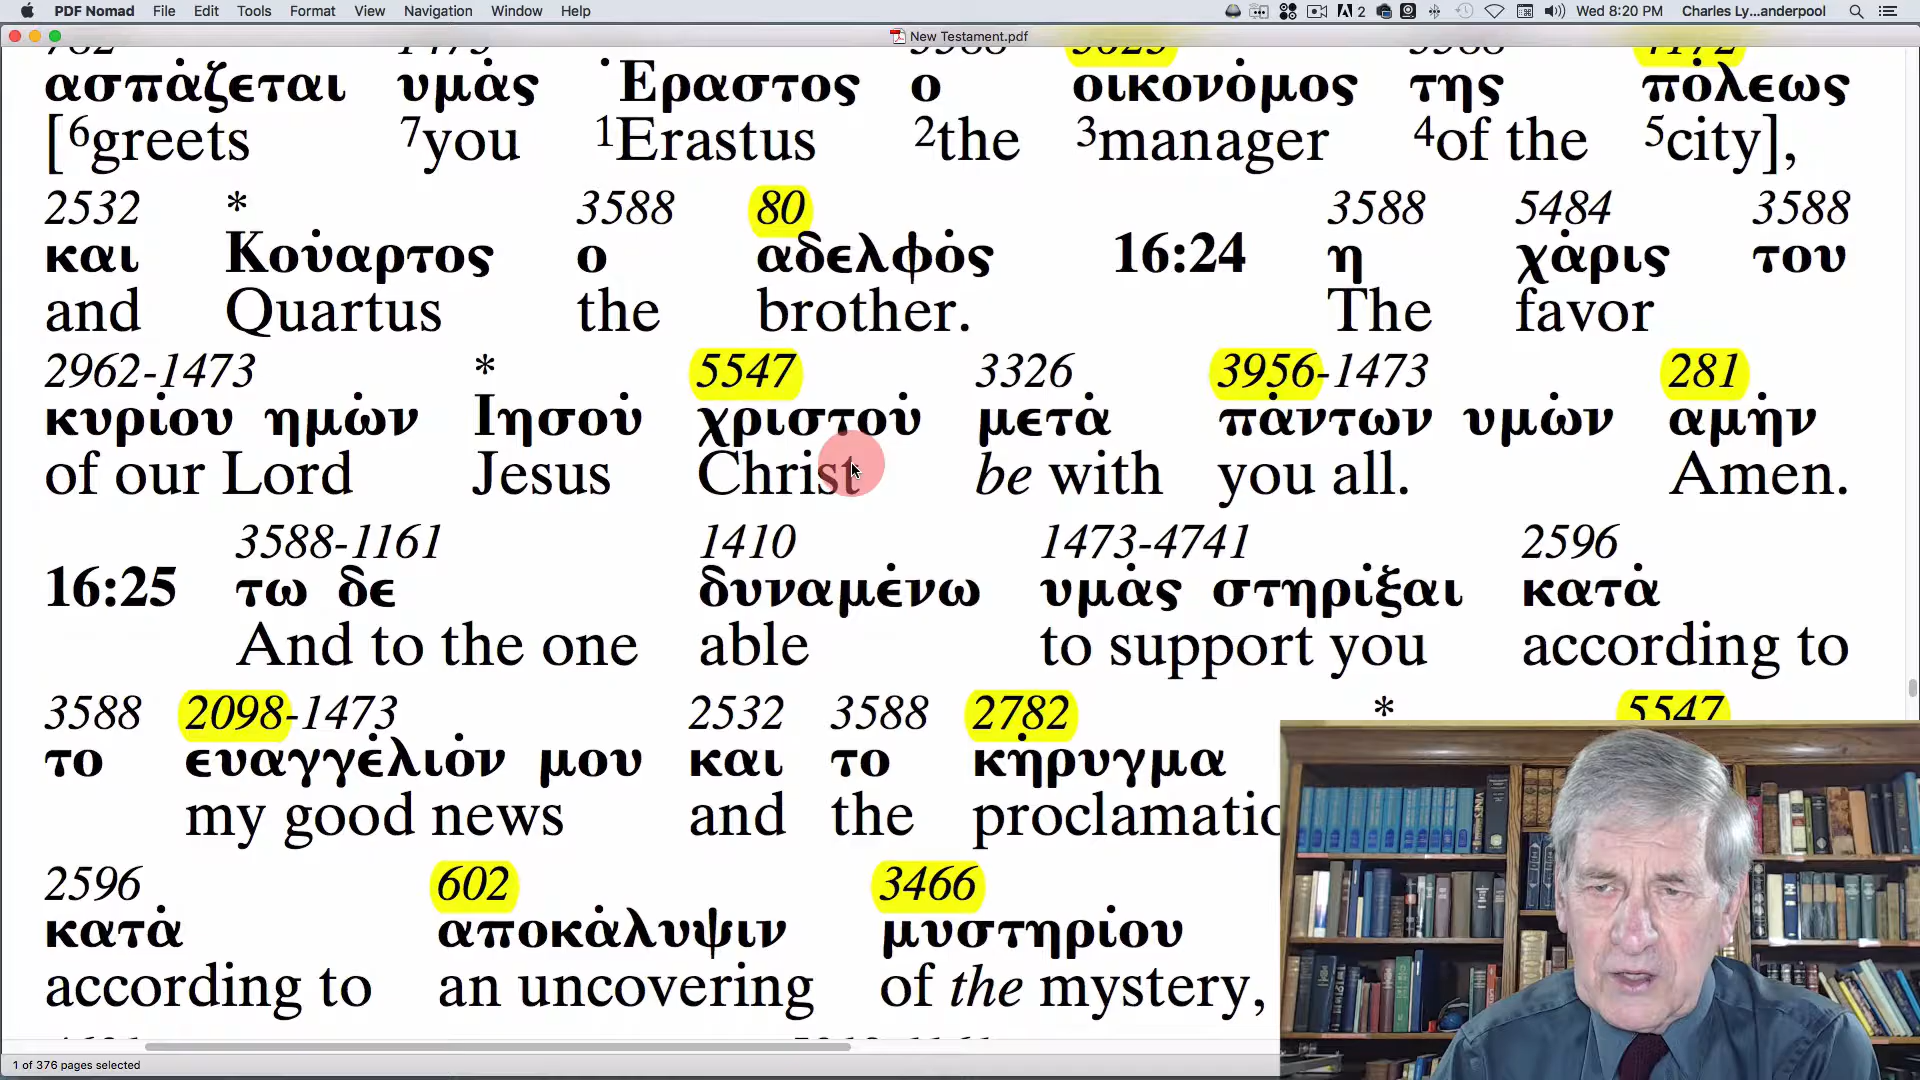 PDF Nomad File Edit Tools Format View Navigation Window Help 2 Wed 8:20 PM Charles Ly...anderpool
New Testament.pdf
ασπάζεται υμάς Έραστος ο οικονόμος της πόλεως
[6greets 7you 1Erastus 2the 3manager 4of the 5city],
2532 * 3588 80 3588 5484 3588
και Κούαρτος ο αδελφός 16:24 η χάρις του
and Quartus the brother. The favor
2962-1473 * 5547 3326 3956-1473 281
κυρίου ημών Ιησού χριστού μετά πάντων υμών αμήν
of our Lord Jesus Christ be with you all. Amen.
3588-1161 1410 1473-4741 2596
16:25 τω δε δυναμένω υμάς στηρίξαι κατά
And to the one able to support you according to
3588 2098-1473 2532 3588 2782 * 5547
το ευαγγέλιόν μου και το κήρυγμα
my good news and the
2596 602 3466
κατά αποκάλυψιν μυστηρίου
according to an uncovering of the mystery,
1 of 376 pages selected